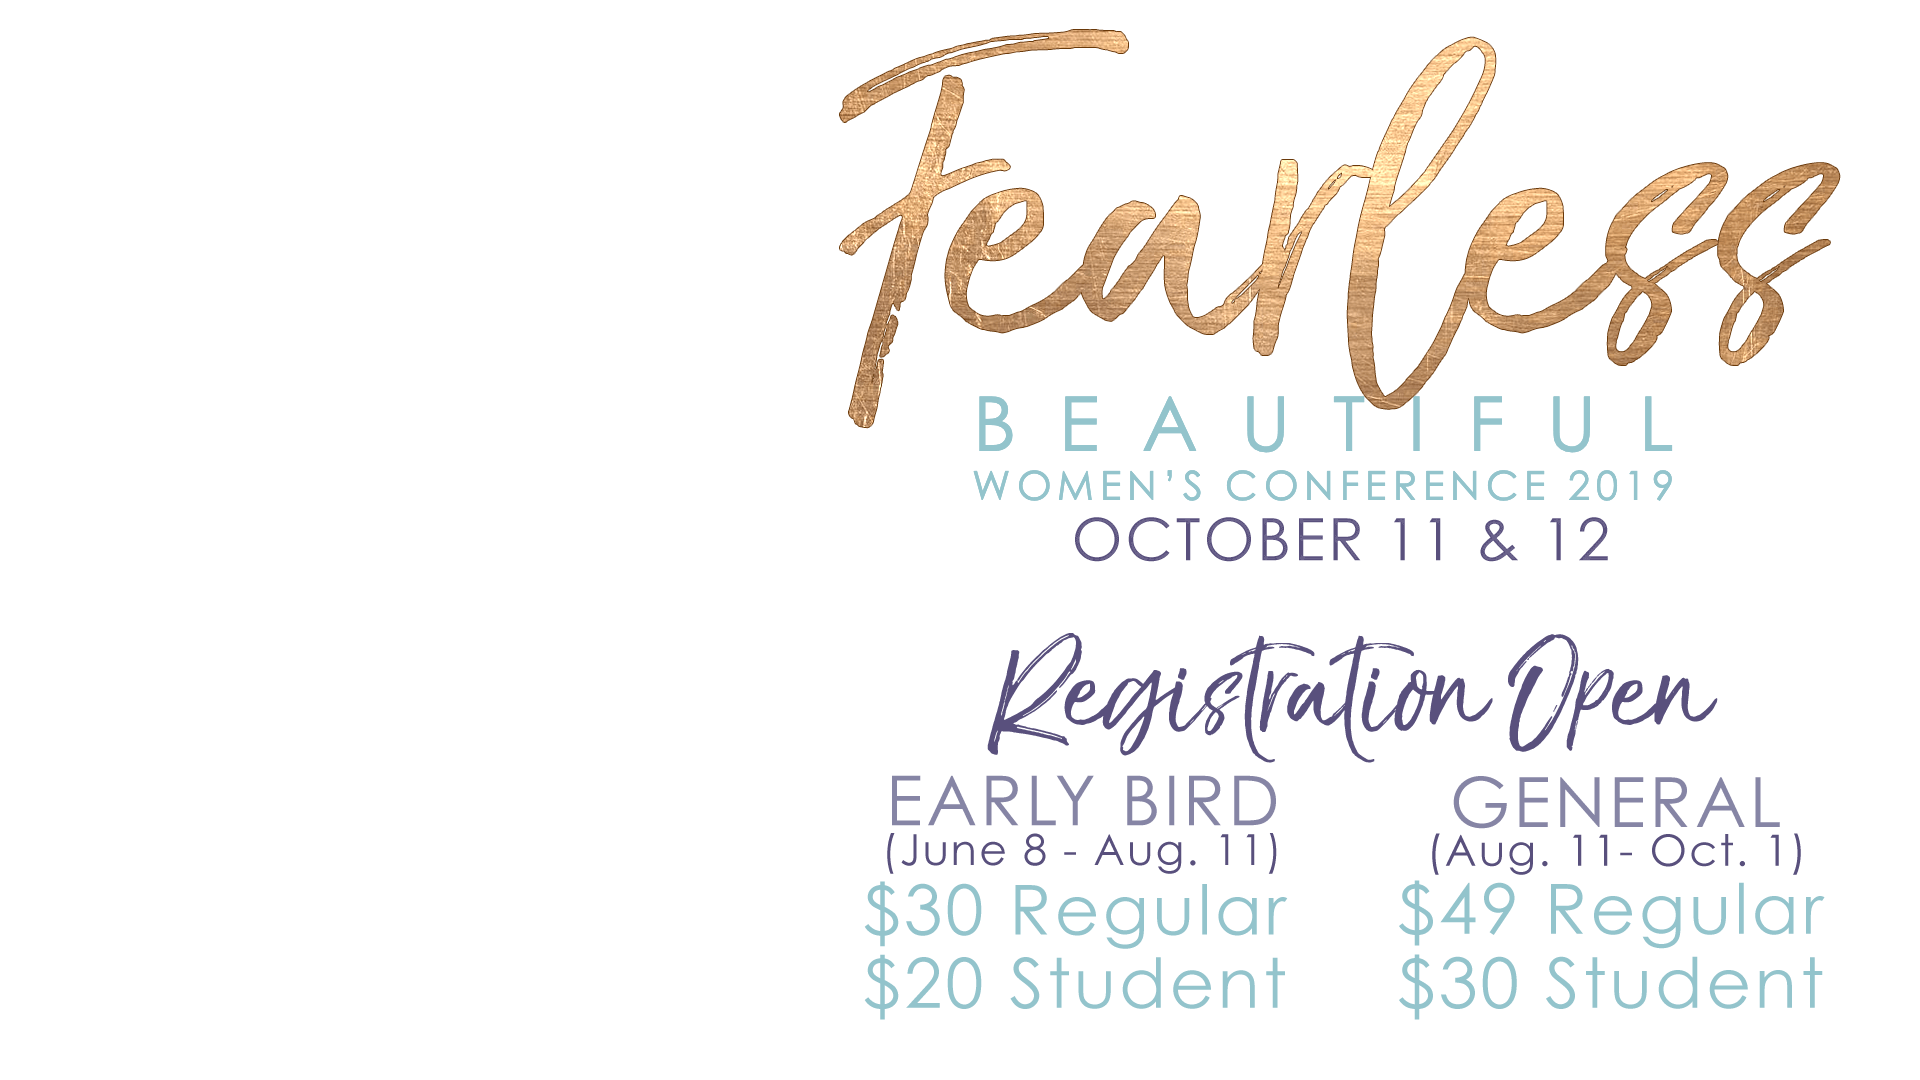 Fearless
BEAUTIFUL
WOMEN'S CONFERENCE 2019
OCTOBER 11 & 12
Registration Open
EARLY BIRD
(June 8 - Aug. 11)
$30 Regular
$20 Student
GENERAL
(Aug. 11- Oct. 1)
$49 Regular
$30 Student